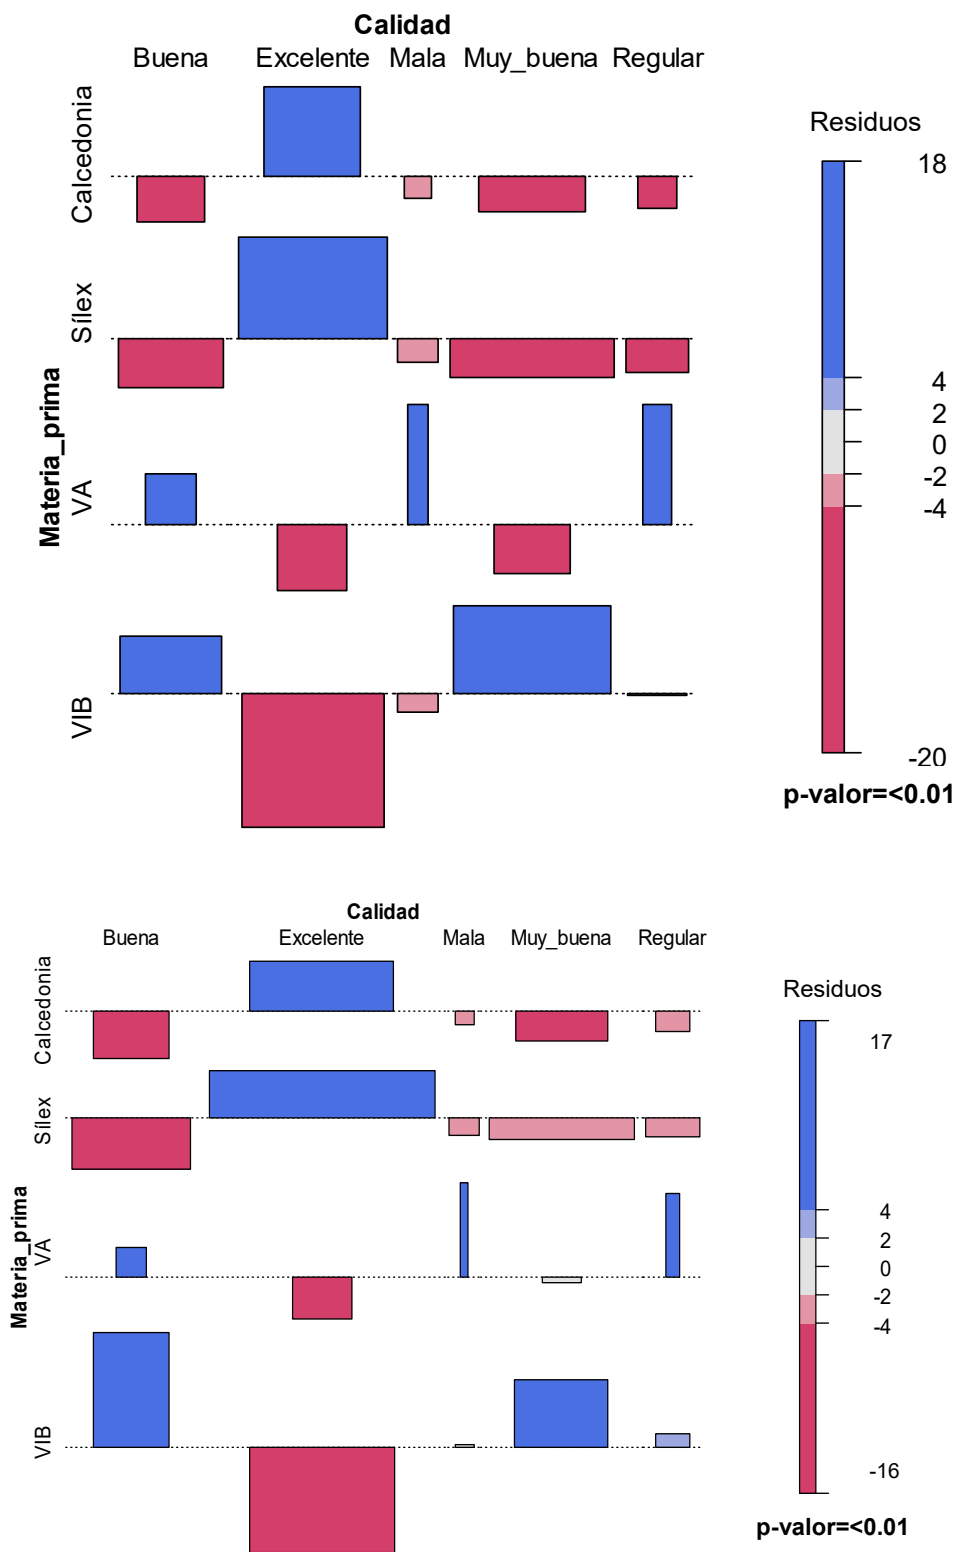 Calidad
Buena Excelente Mala Muy_buena Regular
Materia_prima
Calcedonia
Sílex
VA
VIB
Residuos
18
4
2
0
-2
-4
-20
p-valor=<0.01
Calidad
Buena Excelente Mala Muy_buena Regular
Materia_prima
Calcedonia
Sílex
VA
VIB
Residuos
17
4
2
0
-2
-4
-16
p-valor=<0.01